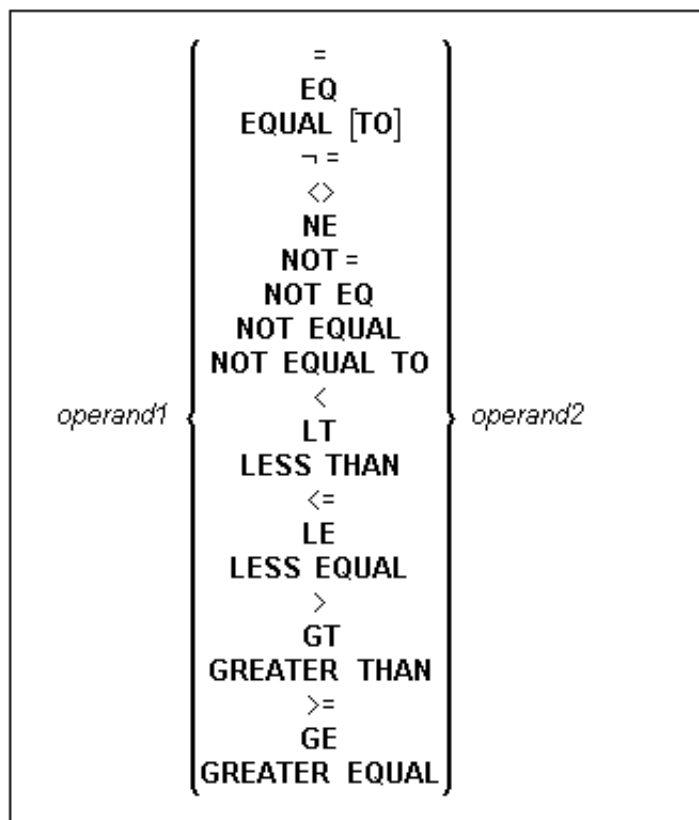 =
EQ
EQUAL [TO]
¬ =
<>
NE
NOT =
NOT EQ
NOT EQUAL
NOT EQUAL TO
operand1 < operand2
LT
LESS THAN
<=
LE
LESS EQUAL
>
GT
GREATER THAN
>=
GE
GREATER EQUAL